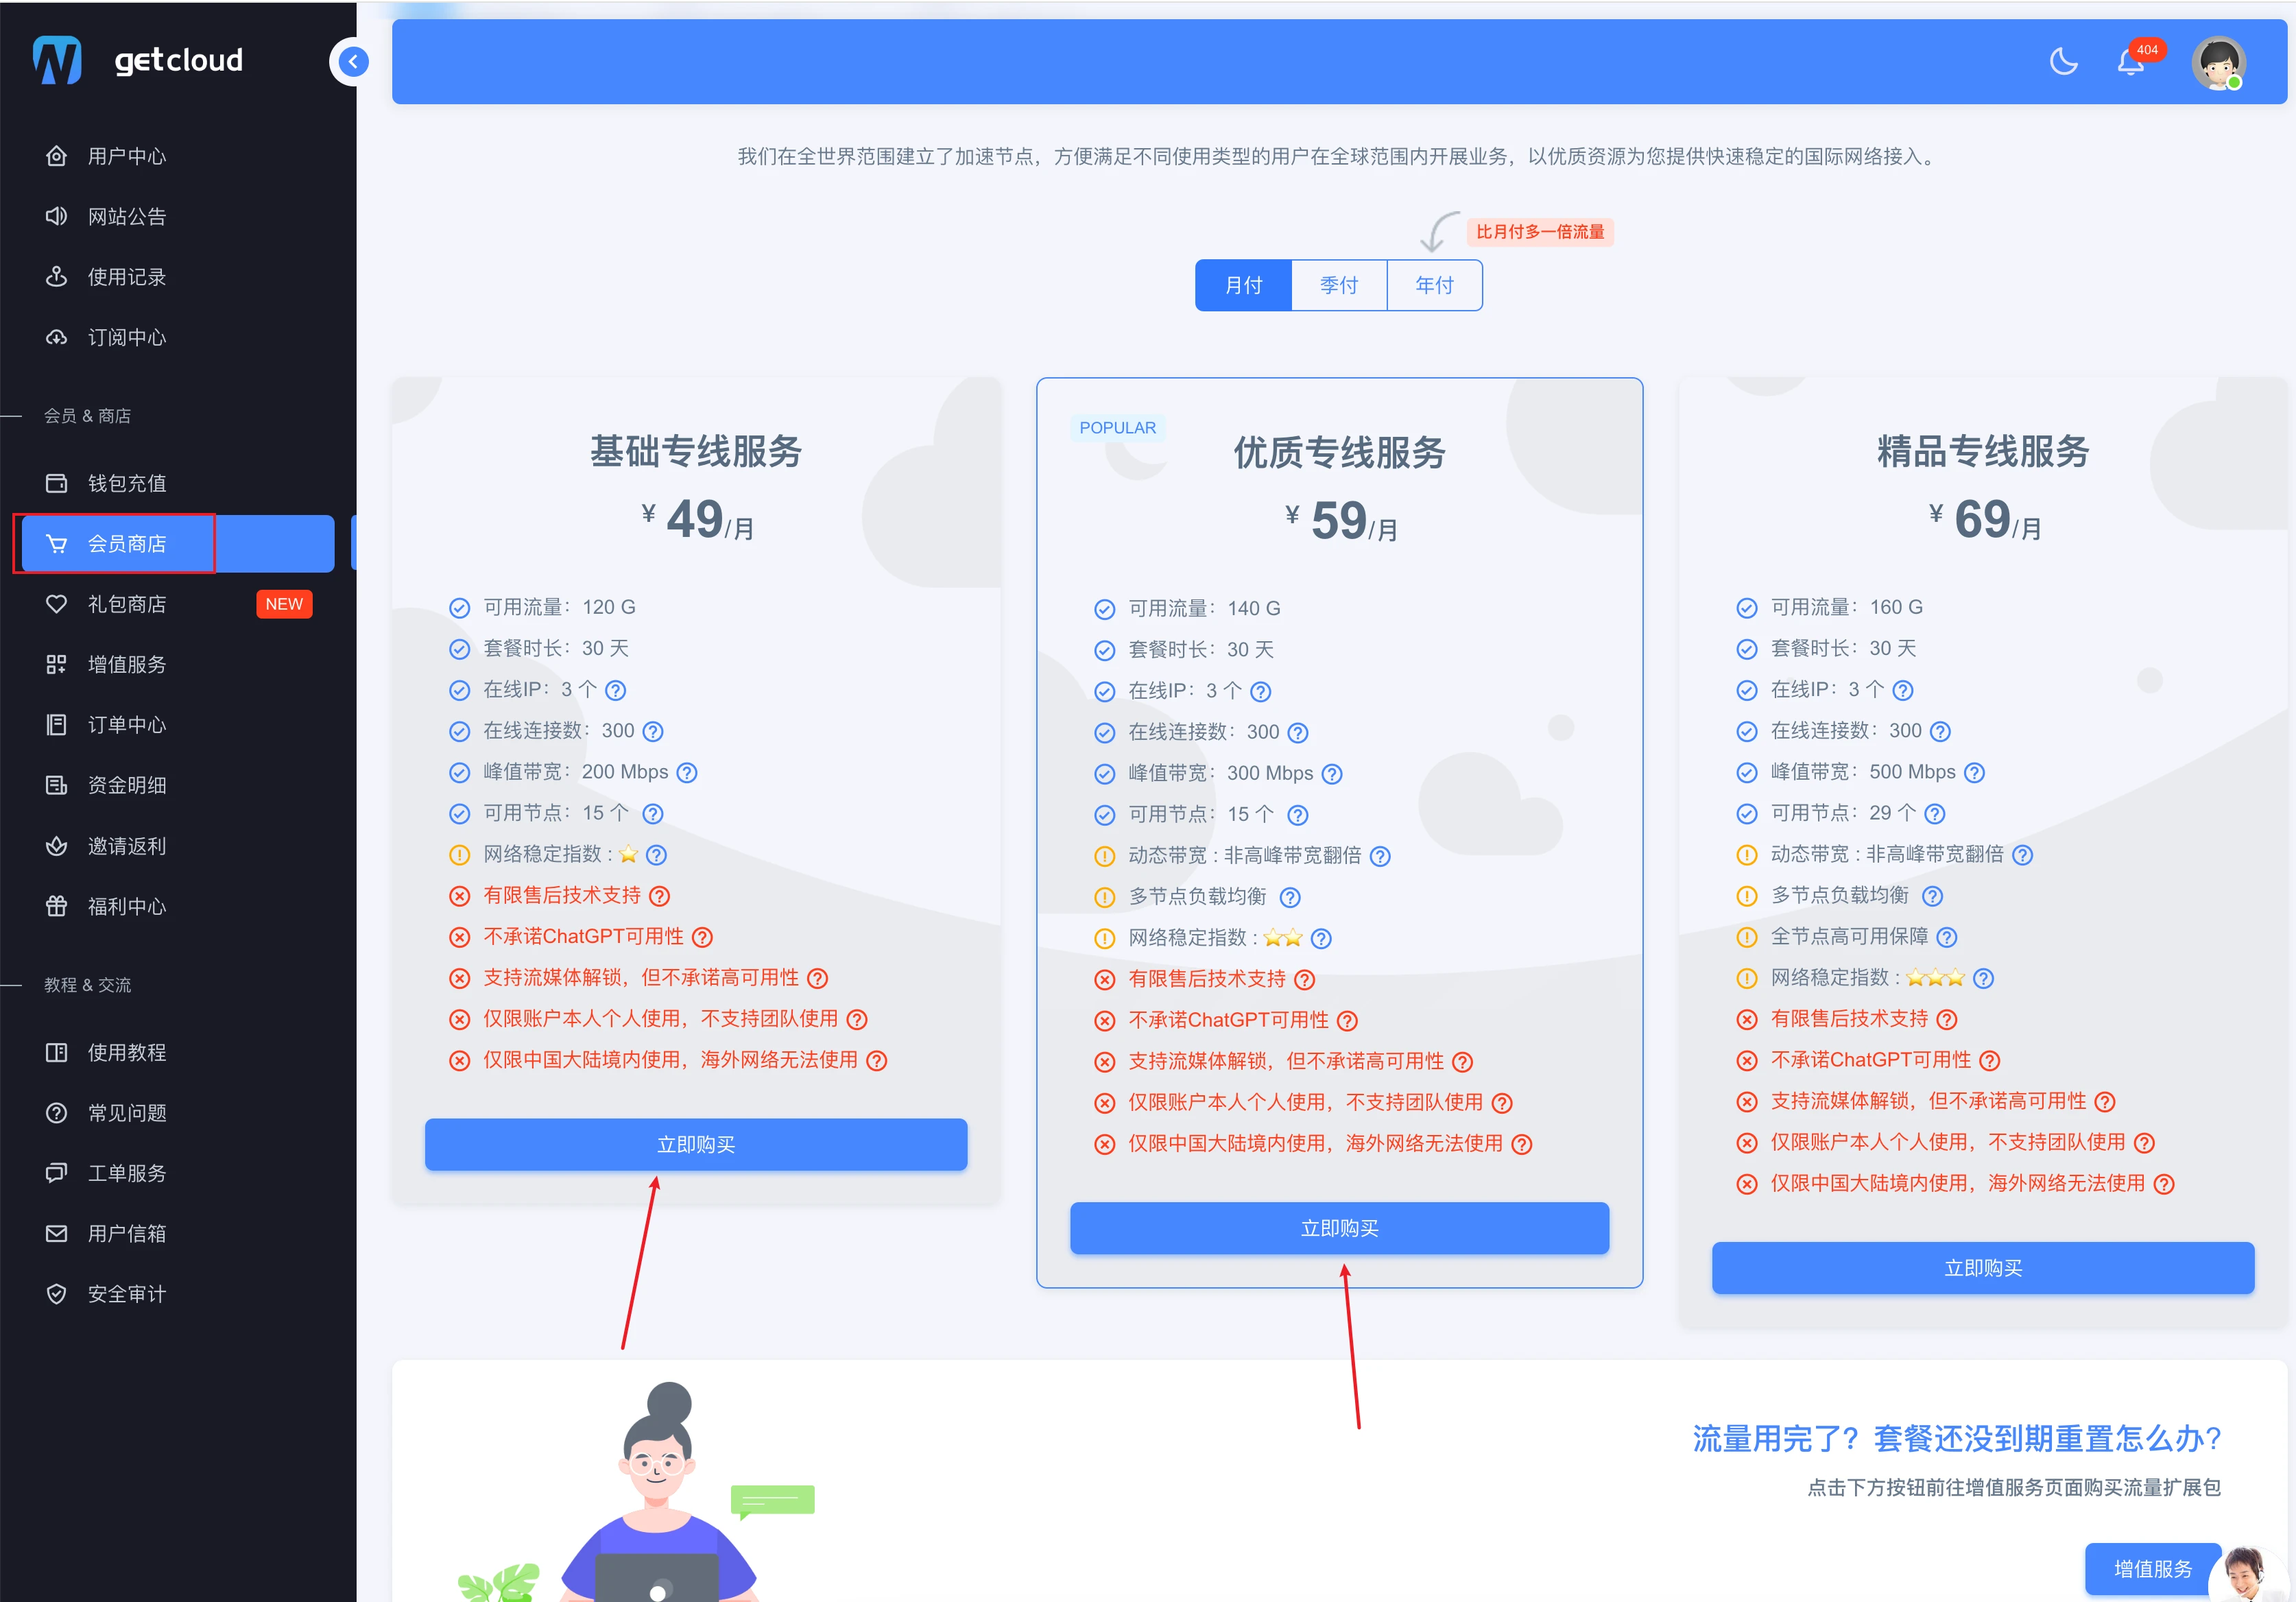 getcloud
404
用户中心
网站公告
使用记录
订阅中心
会员 & 商店
钱包充值
会员商店
礼包商店
NEW
增值服务
订单中心
资金明细
邀请返利
福利中心
教程 & 交流
使用教程
常见问题
工单服务
用户信箱
安全审计
我们在全世界范围建立了加速节点，方便满足不同使用类型的用户在全球范围内开展业务，以优质资源为您提供快速稳定的国际网络接入。
比月付多一倍流量
月付
季付
年付
基础专线服务
¥ 49/月
可用流量：120 G
套餐时长：30 天
在线IP：3 个
在线连接数：300
峰值带宽：200 Mbps
可用节点：15 个
网络稳定指数 : ⭐
有限售后技术支持
不承诺ChatGPT可用性
支持流媒体解锁，但不承诺高可用性
仅限账户本人个人使用，不支持团队使用
仅限中国大陆境内使用，海外网络无法使用
立即购买
POPULAR
优质专线服务
¥ 59/月
可用流量：140 G
套餐时长：30 天
在线IP：3 个
在线连接数：300
峰值带宽：300 Mbps
可用节点：15 个
动态带宽 : 非高峰带宽翻倍
多节点负载均衡
网络稳定指数 : ⭐⭐
有限售后技术支持
不承诺ChatGPT可用性
支持流媒体解锁，但不承诺高可用性
仅限账户本人个人使用，不支持团队使用
仅限中国大陆境内使用，海外网络无法使用
立即购买
精品专线服务
¥ 69/月
可用流量：160 G
套餐时长：30 天
在线IP：3 个
在线连接数：300
峰值带宽：500 Mbps
可用节点：29 个
动态带宽 : 非高峰带宽翻倍
多节点负载均衡
全节点高可用保障
网络稳定指数 : ⭐⭐⭐
有限售后技术支持
不承诺ChatGPT可用性
支持流媒体解锁，但不承诺高可用性
仅限账户本人个人使用，不支持团队使用
仅限中国大陆境内使用，海外网络无法使用
立即购买
流量用完了？套餐还没到期重置怎么办?
点击下方按钮前往增值服务页面购买流量扩展包
增值服务